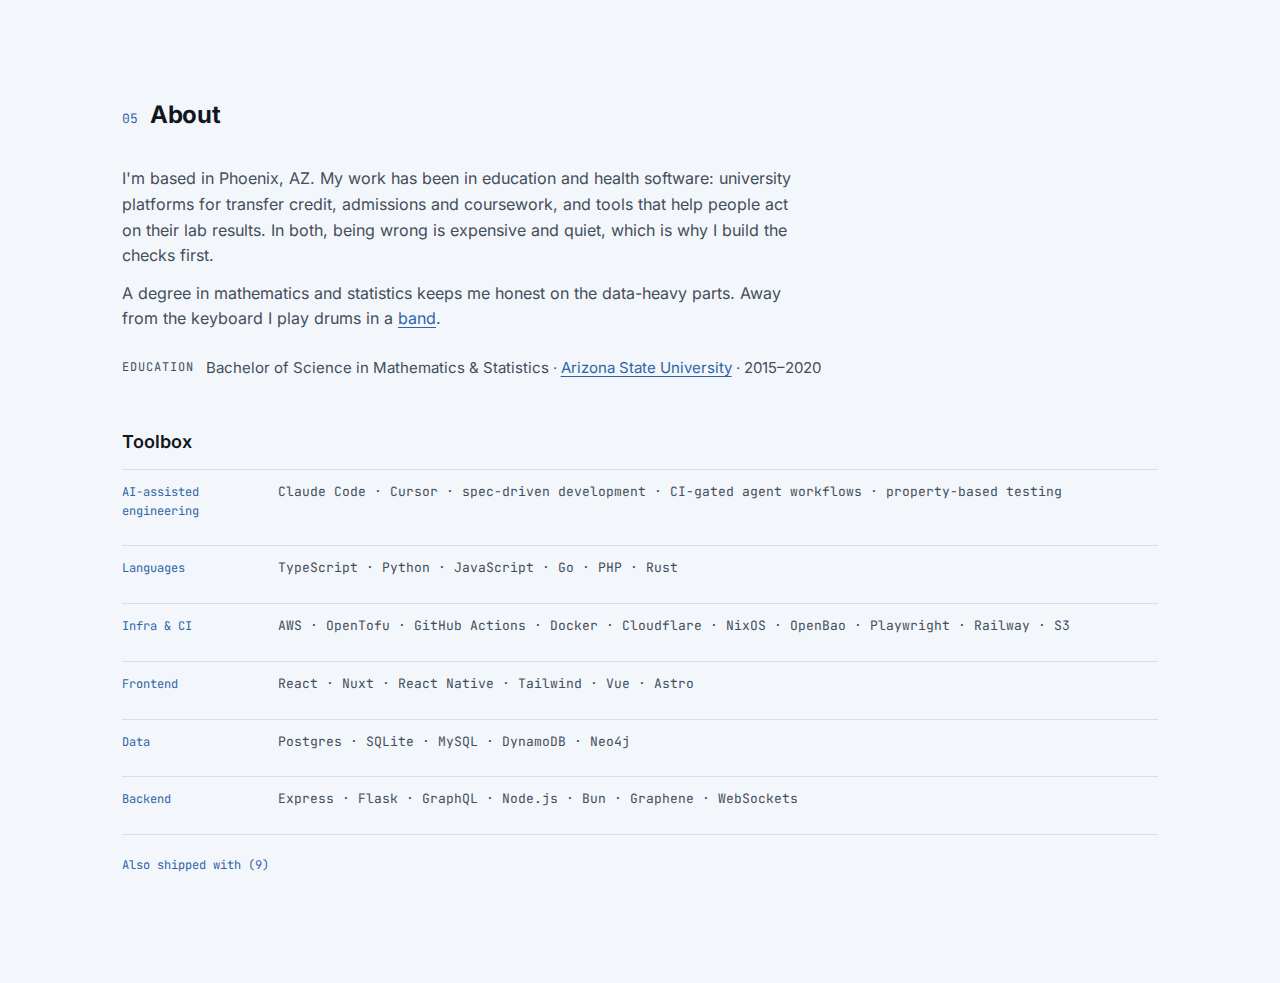 05 About
I'm based in Phoenix, AZ. My work has been in education and health software: university
platforms for transfer credit, admissions and coursework, and tools that help people act
on their lab results. In both, being wrong is expensive and quiet, which is why I build the
checks first.
A degree in mathematics and statistics keeps me honest on the data-heavy parts. Away
from the keyboard I play drums in a band.
EDUCATION Bachelor of Science in Mathematics & Statistics · Arizona State University · 2015–2020
Toolbox
AI-assisted
engineering
Claude Code · Cursor · spec-driven development · CI-gated agent workflows · property-based testing
Languages
TypeScript · Python · JavaScript · Go · PHP · Rust
Infra & CI
AWS · OpenTofu · GitHub Actions · Docker · Cloudflare · NixOS · OpenBao · Playwright · Railway · S3
Frontend
React · Nuxt · React Native · Tailwind · Vue · Astro
Data
Postgres · SQLite · MySQL · DynamoDB · Neo4j
Backend
Express · Flask · GraphQL · Node.js · Bun · Graphene · WebSockets
Also shipped with (9)